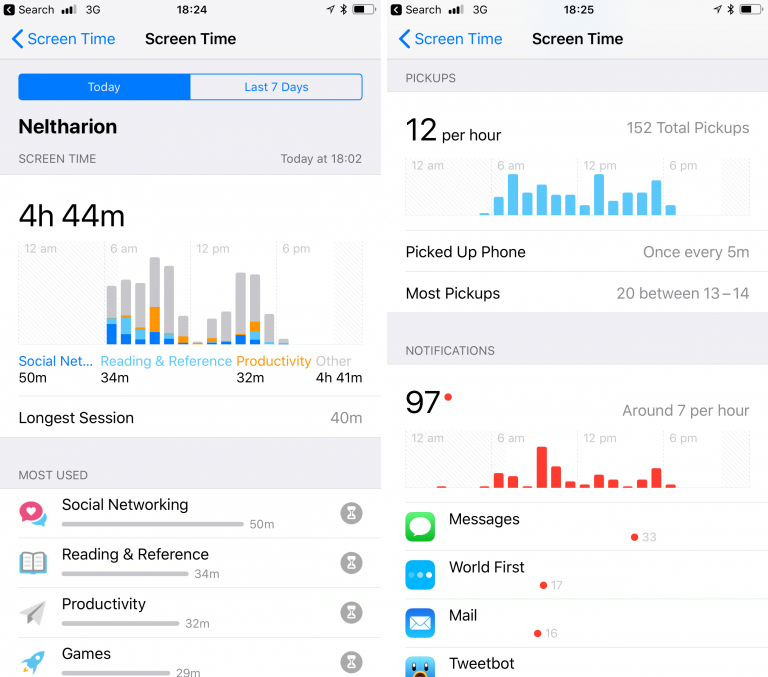 Search 3G 18:24
Screen Time Screen Time
Today Last 7 Days
Neltharion
SCREEN TIME Today at 18:02
4h 44m
12 am 6 am 12 pm 6 pm
Social Net... Reading & Reference Productivity Other
50m 34m 32m 4h 41m
Longest Session 40m
MOST USED
Social Networking
50m
Reading & Reference
34m
Productivity
32m
Games
29m
Search 3G 18:25
Screen Time Screen Time
PICKUPS
12 per hour 152 Total Pickups
12 am 6 am 12 pm 6 pm
Picked Up Phone Once every 5m
Most Pickups 20 between 13–14
NOTIFICATIONS
97 Around 7 per hour
12 am 6 am 12 pm 6 pm
Messages
33
World First
17
Mail
16
Tweetbot